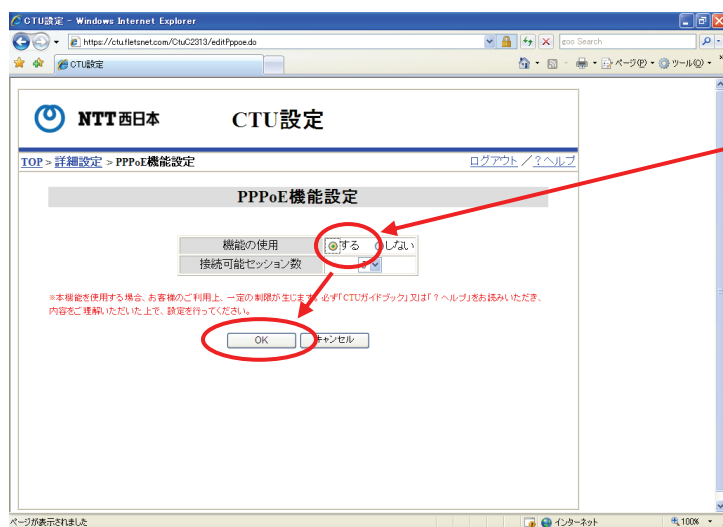 CTU設定 - Windows Internet Explorer
https://ctu.fletsnet.com/CtuC2313/editPppoe.do
goo Search
CTU設定
ページ(P)
ツール(O)
NTT西日本
CTU設定
TOP > 詳細設定 > PPPoE機能設定
ログアウト / ?ヘルプ
PPPoE機能設定
機能の使用 する しない
接続可能セッション数
※本機能を使用する場合、お客様のご利用上、一定の制限が生じます。必ず「CTUガイドブック」又は「?ヘルプ」をお読みいただき、
内容をご理解いただいた上で、設定を行ってください。
OK キャンセル
ページが表示されました
インターネット
100%